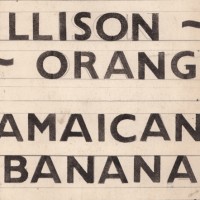 LLISON ~
~ ORANG
AMAICAN
BANANA